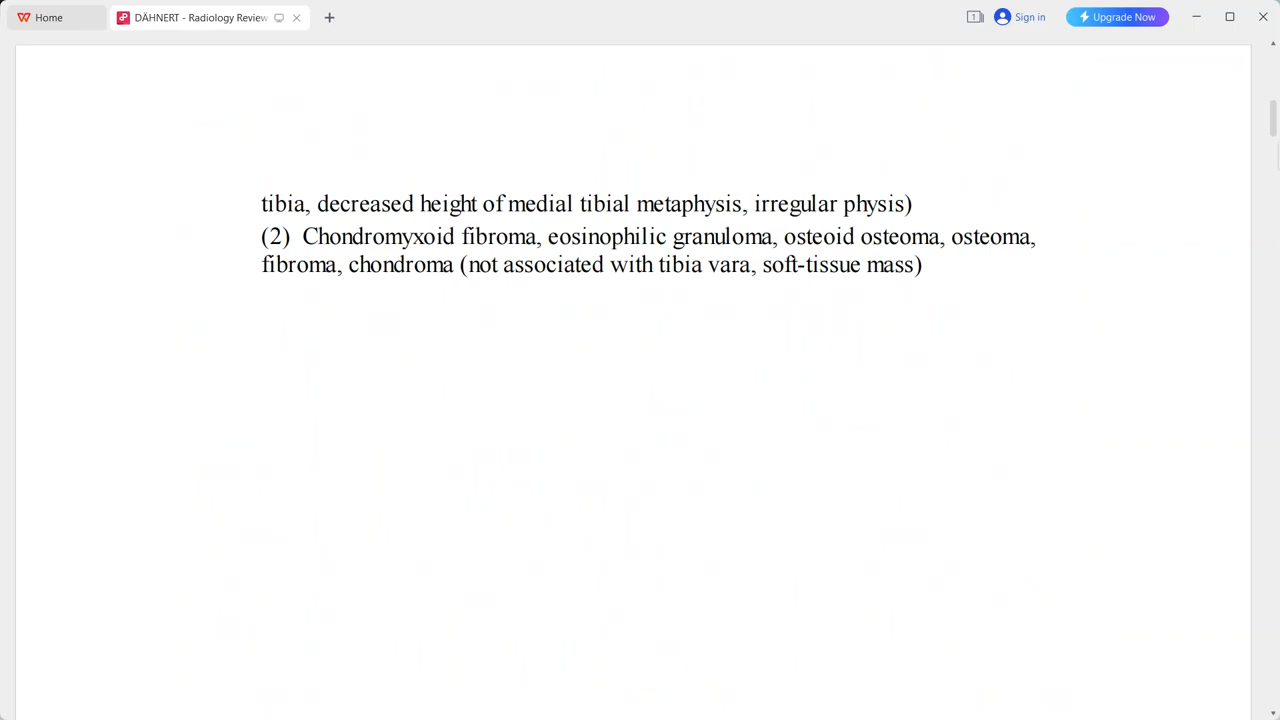 Home
DÄHNERT - Radiology Review
1
Sign in
Upgrade Now
tibia, decreased height of medial tibial metaphysis, irregular physis)
(2) Chondromyxoid fibroma, eosinophilic granuloma, osteoid osteoma, osteoma,
fibroma, chondroma (not associated with tibia vara, soft-tissue mass)